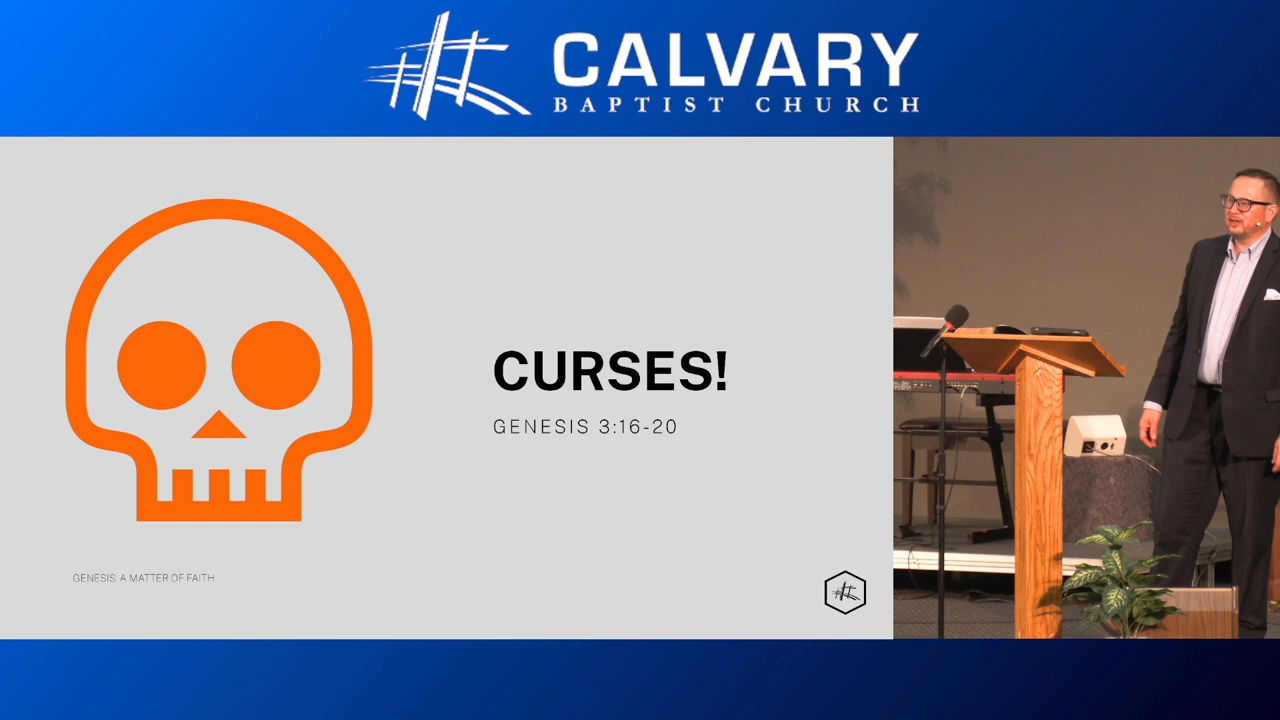 CALVARY
BAPTIST CHURCH
CURSES!
GENESIS 3:16-20
GENESIS: A MATTER OF FAITH